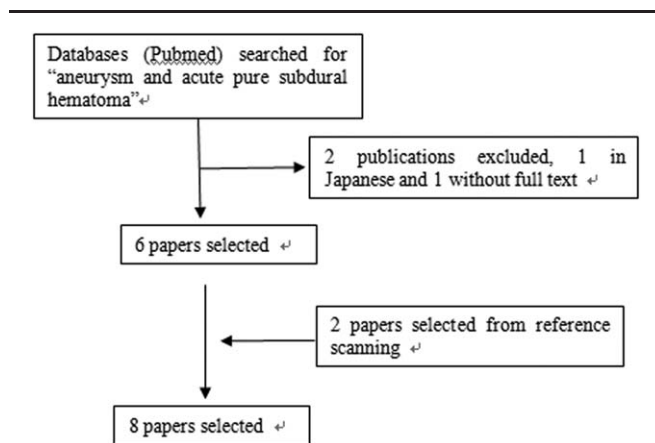 Databases (Pubmed) searched for
“aneurysm and acute pure subdural
hematoma”↵
2 publications excluded, 1 in
Japanese and 1 without full text ↵
6 papers selected ↵
2 papers selected from reference
scanning ↵
8 papers selected ↵